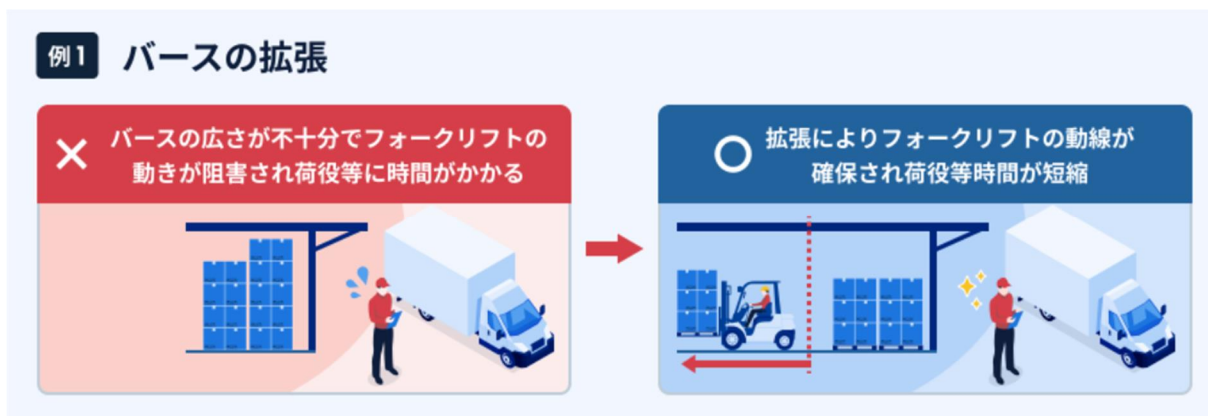 例1 バースの拡張
× バースの広さが不十分でフォークリフトの
動きが阻害され荷役等に時間がかかる
○ 拡張によりフォークリフトの動線が
確保され荷役等時間が短縮